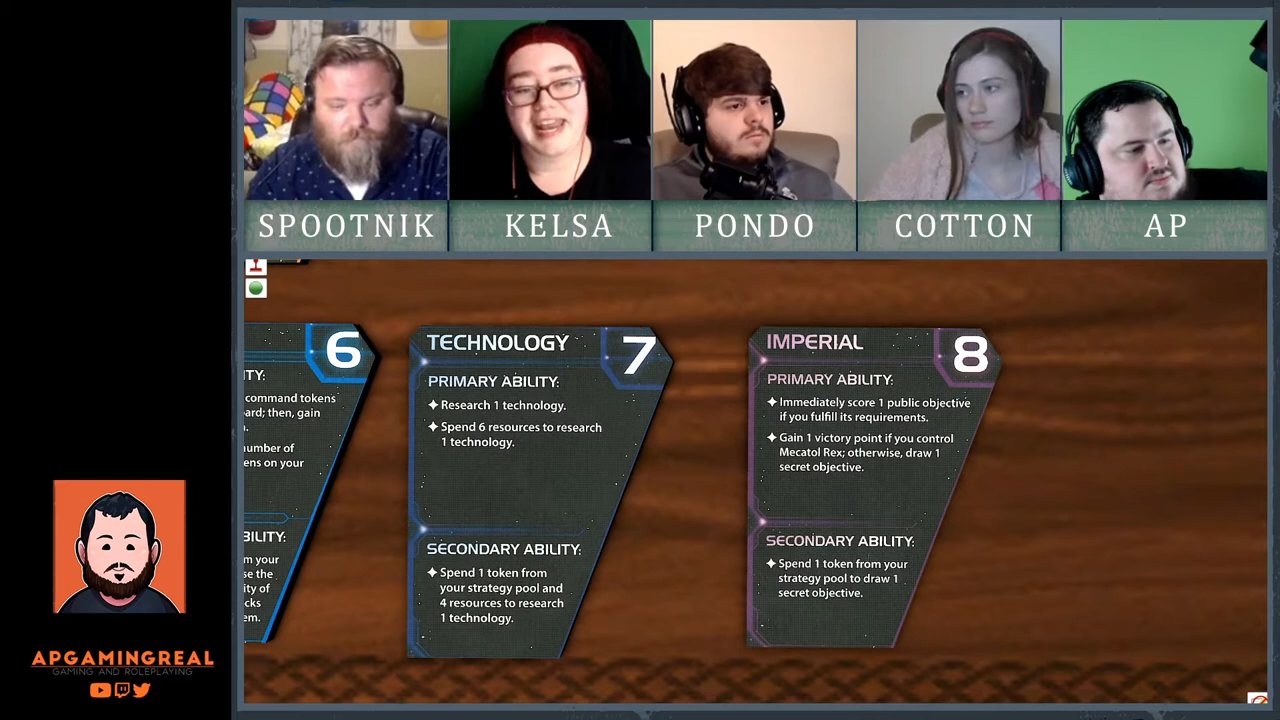 SPOOTNIK
KELSA
PONDO
COTTON
AP
6
TY:
command tokens
ard; then, gain
number of
ens on your
BILITY:
m your
se the
ity of
cks
em.
TECHNOLOGY
7
PRIMARY ABILITY:
Research 1 technology.
Spend 6 resources to research
1 technology.
SECONDARY ABILITY:
Spend 1 token from
your strategy pool and
4 resources to research
1 technology.
IMPERIAL
8
PRIMARY ABILITY:
Immediately score 1 public objective
if you fulfill its requirements.
Gain 1 victory point if you control
Mecatol Rex; otherwise, draw 1
secret objective.
SECONDARY ABILITY:
Spend 1 token from your
strategy pool to draw 1
secret objective.
APGAMINGREAL
GAMING AND ROLEPLAYING